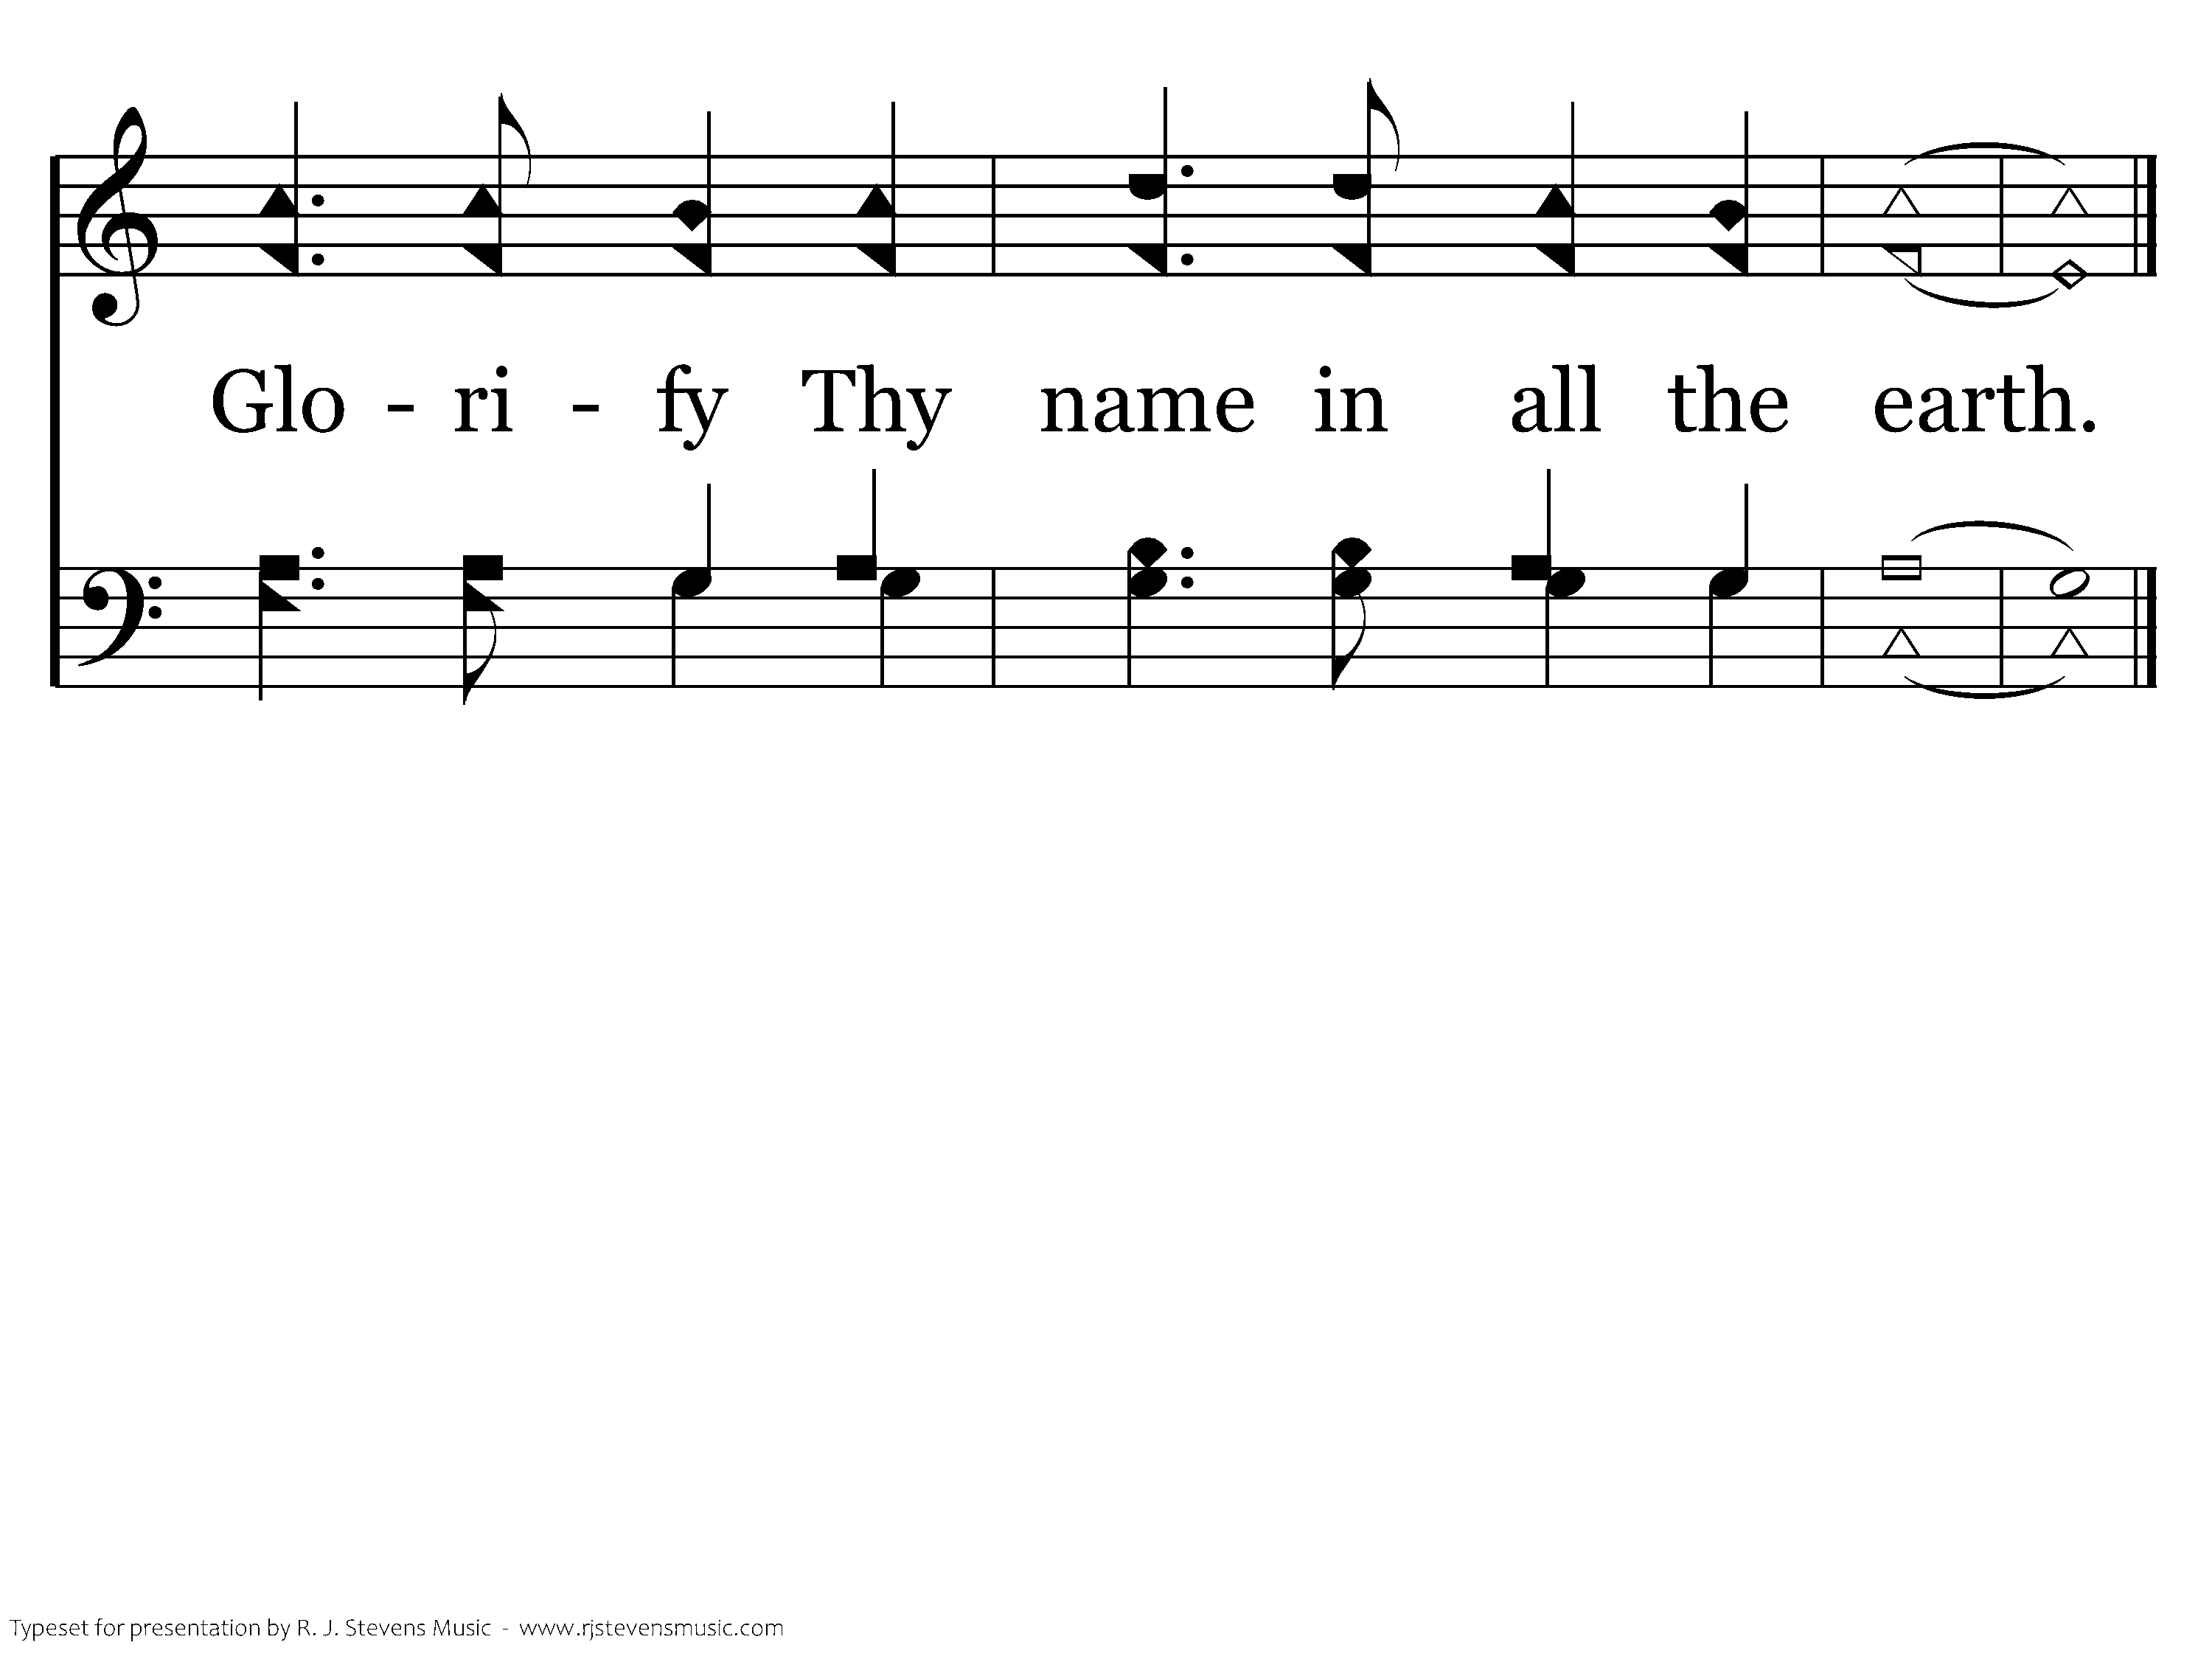 Glo - ri - fy Thy name in all the earth.
Typeset for presentation by R. J. Stevens Music - www.rjstevensmusic.com